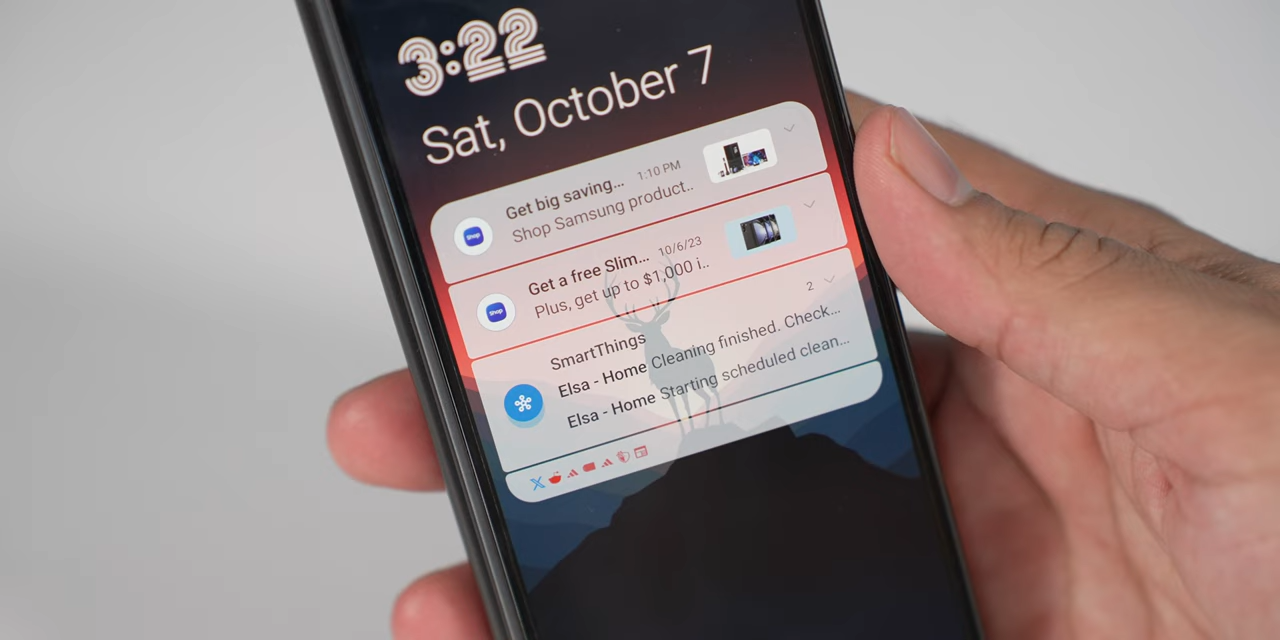 3:22
Sat, October 7
Get big saving... 1:10 PM
Shop Samsung product..
Shop
Get a free Slim... 10/6/23
Plus, get up to $1,000 i..
Shop
2
SmartThings
Elsa - Home Cleaning finished. Check...
Elsa - Home Starting scheduled clean...